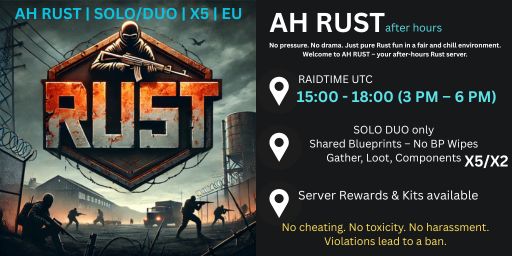 AH RUST | SOLO/DUO | X5 | EU
RUST
AH RUST after hours
No pressure. No drama. Just pure Rust fun in a fair and chill environment.
Welcome to AH RUST – your after-hours Rust server.
RAIDTIME UTC
15:00 - 18:00 (3 PM – 6 PM)
SOLO DUO only
Shared Blueprints – No BP Wipes
Gather, Loot, Components X5/X2
Server Rewards & Kits available
No cheating. No toxicity. No harassment.
Violations lead to a ban.